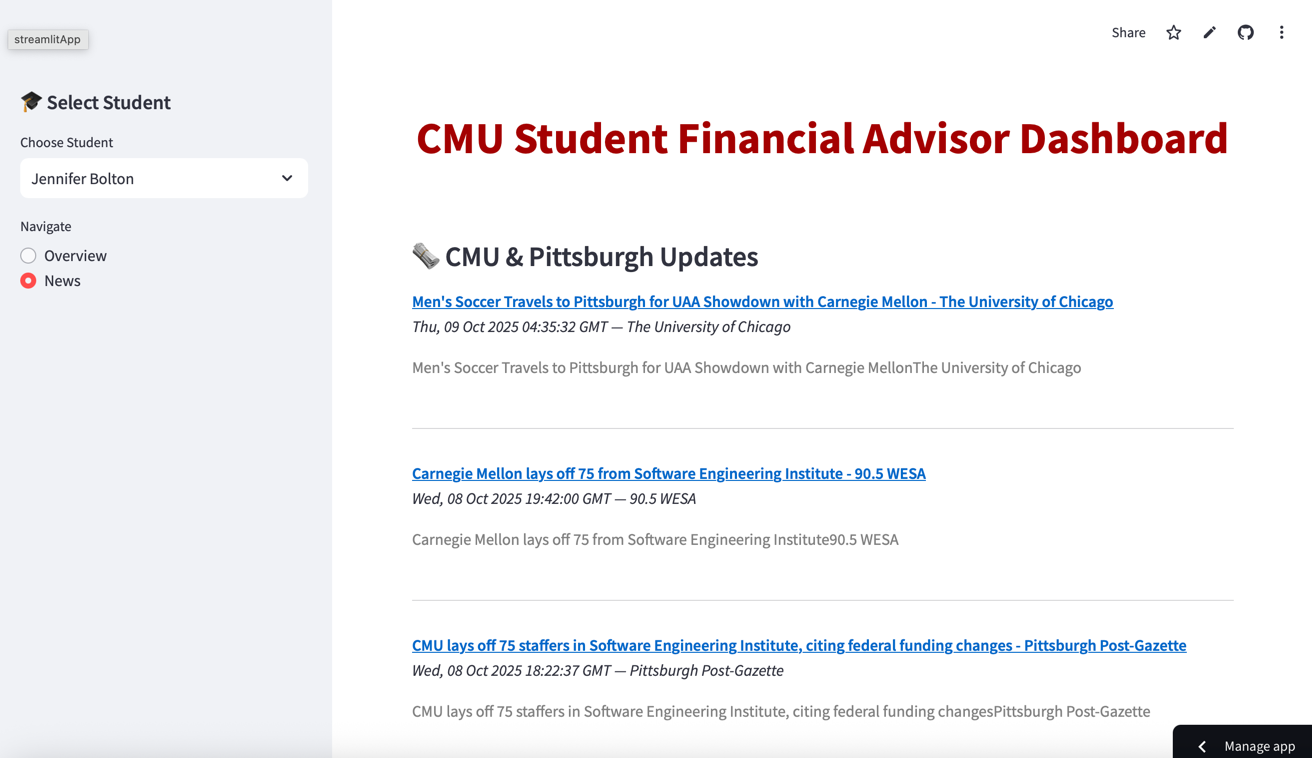 streamlitApp
Share
Select Student
Choose Student
Jennifer Bolton
Navigate
Overview
News
CMU Student Financial Advisor Dashboard
CMU & Pittsburgh Updates
Men's Soccer Travels to Pittsburgh for UAA Showdown with Carnegie Mellon - The University of Chicago
Thu, 09 Oct 2025 04:35:32 GMT — The University of Chicago
Men's Soccer Travels to Pittsburgh for UAA Showdown with Carnegie MellonThe University of Chicago
Carnegie Mellon lays off 75 from Software Engineering Institute - 90.5 WESA
Wed, 08 Oct 2025 19:42:00 GMT — 90.5 WESA
Carnegie Mellon lays off 75 from Software Engineering Institute90.5 WESA
CMU lays off 75 staffers in Software Engineering Institute, citing federal funding changes - Pittsburgh Post-Gazette
Wed, 08 Oct 2025 18:22:37 GMT — Pittsburgh Post-Gazette
CMU lays off 75 staffers in Software Engineering Institute, citing federal funding changesPittsburgh Post-Gazette
Manage app